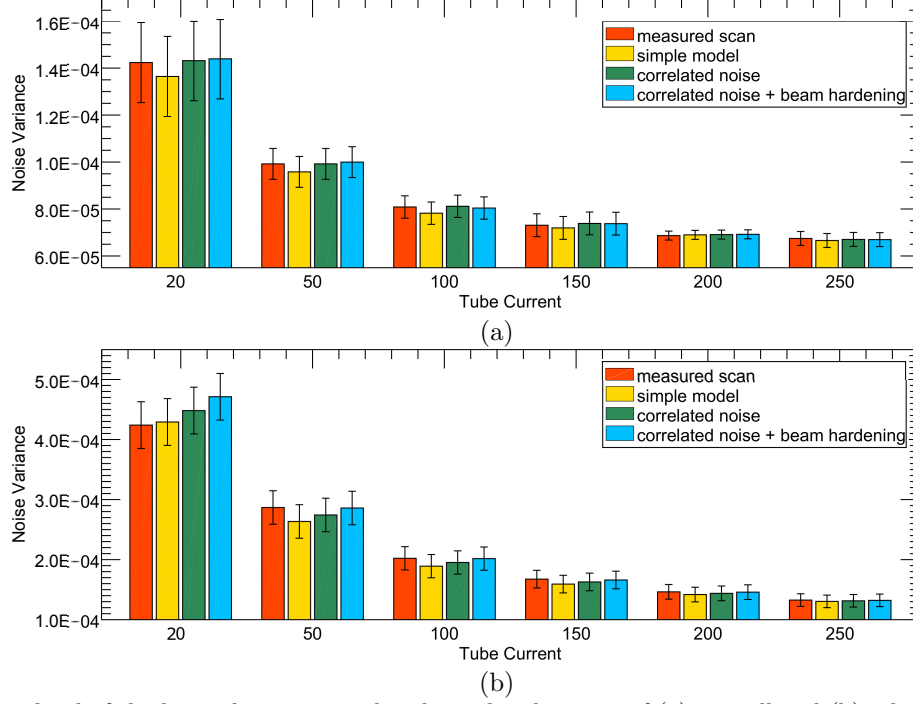 1.6E−04
1.4E−04
1.2E−04
1.0E−04
8.0E−05
6.0E−05
Noise Variance
measured scan
simple model
correlated noise
correlated noise + beam hardening
20 50 100 150 200 250
Tube Current
(a)
5.0E−04
4.0E−04
3.0E−04
2.0E−04
1.0E−04
Noise Variance
measured scan
simple model
correlated noise
correlated noise + beam hardening
20 50 100 150 200 250
Tube Current
(b)